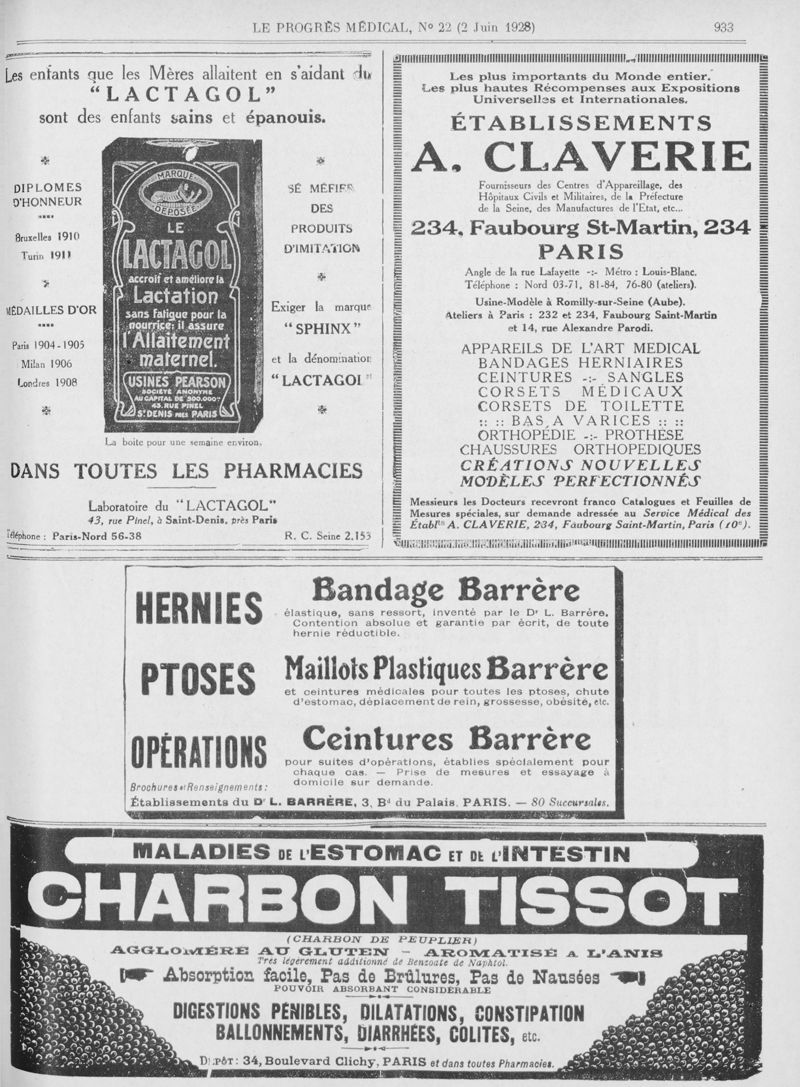 LE PROGRÈS MÉDICAL, No 22 (2 Juin 1928)
933
Les enfants que les Mères allaitent en s'aidant du
"LACTAGOL"
sont des enfants sains et épanouis.
DIPLOMES
D'HONNEUR
Bruxelles 1910
Turin 1911
MÉDAILLES D'OR
Paris 1904-1905
Milan 1906
Londres 1908
MARQUE
DÉPOSÉE
LE
LACTAGOL
accroît et améliore la
Lactation
sans fatigue pour la
nourrice: il assure
l'Allaitement
maternel.
USINES PEARSON
SOCIÉTÉ ANONYME
AU CAPITAL DE 500.000
43, RUE PINEL
ST DENIS PRÈS PARIS
SE MÉFIER
DES
PRODUITS
D'IMITATION
Exiger la marque
"SPHINX"
et la dénomination
"LACTAGOL"
La boite pour une semaine environ.
DANS TOUTES LES PHARMACIES
Laboratoire du "LACTAGOL"
43, rue Pinel, à Saint-Denis, près Paris
Téléphone : Paris-Nord 56-38
R. C. Seine 2.153
Les plus importants du Monde entier.
Les plus hautes Récompenses aux Expositions
Universelles et Internationales.
ÉTABLISSEMENTS
A. CLAVERIE
Fournisseurs des Centres d'Appareillage, des
Hôpitaux Civils et Militaires, de la Préfecture
de la Seine, des Manufactures de l'Etat, etc...
234, Faubourg St-Martin, 234
PARIS
Angle de la rue Lafayette -:- Métro : Louis-Blanc.
Téléphone : Nord 03-71, 81-84, 76-80 (ateliers).
Usine-Modèle à Romilly-sur-Seine (Aube).
Ateliers à Paris : 232 et 234, Faubourg Saint-Martin
et 14, rue Alexandre Parodi.
APPAREILS DE L'ART MEDICAL
BANDAGES HERNIAIRES
CEINTURES -:- SANGLES
CORSETS MÉDICAUX
CORSETS DE TOILETTE
:: :: BAS A VARICES :: ::
ORTHOPÉDIE -:- PROTHÈSE
CHAUSSURES ORTHOPEDIQUES
CRÉATIONS NOUVELLES
MODÈLES PERFECTIONNÉS
Messieurs les Docteurs recevront franco Catalogues et Feuilles de
Mesures spéciales, sur demande adressée au Service Médical des
Établts A. CLAVERIE, 234, Faubourg Saint-Martin, Paris (10e).
HERNIES
Bandage Barrère
élastique, sans ressort, inventé par le Dr L. Barrère.
Contention absolue et garantie par écrit, de toute
hernie réductible.
PTOSES
Maillots Plastiques Barrère
et ceintures médicales pour toutes les ptoses, chute
d'estomac, déplacement de rein, grossesse, obésité, etc.
OPÉRATIONS
Ceintures Barrère
pour suites d'opérations, établies spécialement pour
chaque cas. — Prise de mesures et essayage à
domicile sur demande.
Brochures et Renseignements :
Établissements du Dr L. BARRÈRE, 3, Bd du Palais, PARIS. — 80 Succursales.
MALADIES DE L'ESTOMAC ET DE L'INTESTIN
CHARBON TISSOT
(CHARBON DE PEUPLIER)
AGGLOMÉRÉ AU GLUTEN - AROMATISÉ A L'ANIS
Très légèrement additionné de Benzoate de Naphtol.
Absorption facile, Pas de Brûlures, Pas de Nausées
POUVOIR ABSORBANT CONSIDÉRABLE
DIGESTIONS PÉNIBLES, DILATATIONS, CONSTIPATION
BALLONNEMENTS, DIARRHÉES, COLITES, etc.
DÉPÔT : 34, Boulevard Clichy, PARIS et dans toutes Pharmacies.